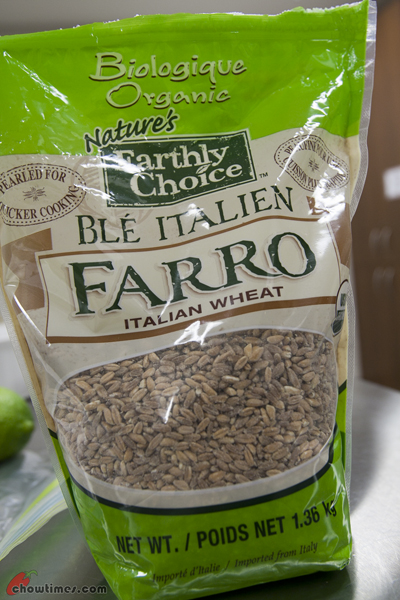 Biologique
Organic
Nature's
Earthly
Choice™
PEARLED FOR
QUICKER COOKING
BLÉ ITALIEN
FARRO
ITALIAN WHEAT
NET WT. / POIDS NET 1.36 kg
Importé d'Italie / Imported from Italy
chowtimes.com